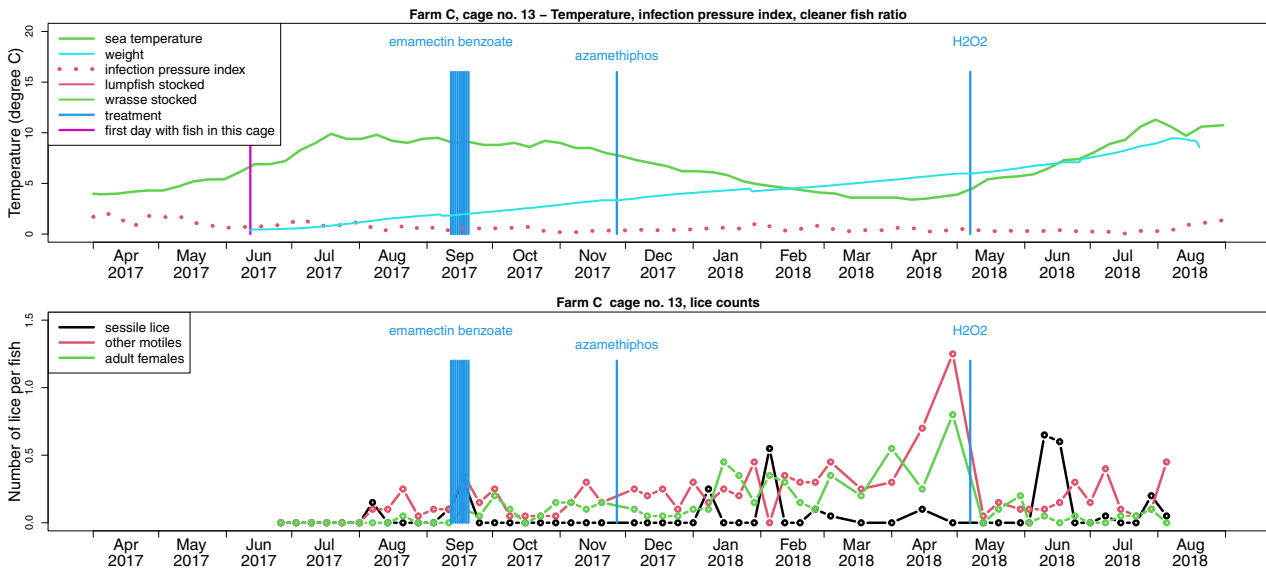 Farm C, cage no. 13 – Temperature, infection pressure index, cleaner fish ratio
Temperature (degree C)
20
15
10
5
0
sea temperature
weight
infection pressure index
lumpfish stocked
wrasse stocked
treatment
first day with fish in this cage
emamectin benzoate
azamethiphos
H2O2
Apr May Jun Jul Aug Sep Oct Nov Dec Jan Feb Mar Apr May Jun Jul Aug
2017 2017 2017 2017 2017 2017 2017 2017 2017 2018 2018 2018 2018 2018 2018 2018 2018
Farm C cage no. 13, lice counts
Number of lice per fish
1.5
1.0
0.5
0.0
sessile lice
other motiles
adult females
emamectin benzoate
azamethiphos
H2O2
Apr May Jun Jul Aug Sep Oct Nov Dec Jan Feb Mar Apr May Jun Jul Aug
2017 2017 2017 2017 2017 2017 2017 2017 2017 2018 2018 2018 2018 2018 2018 2018 2018